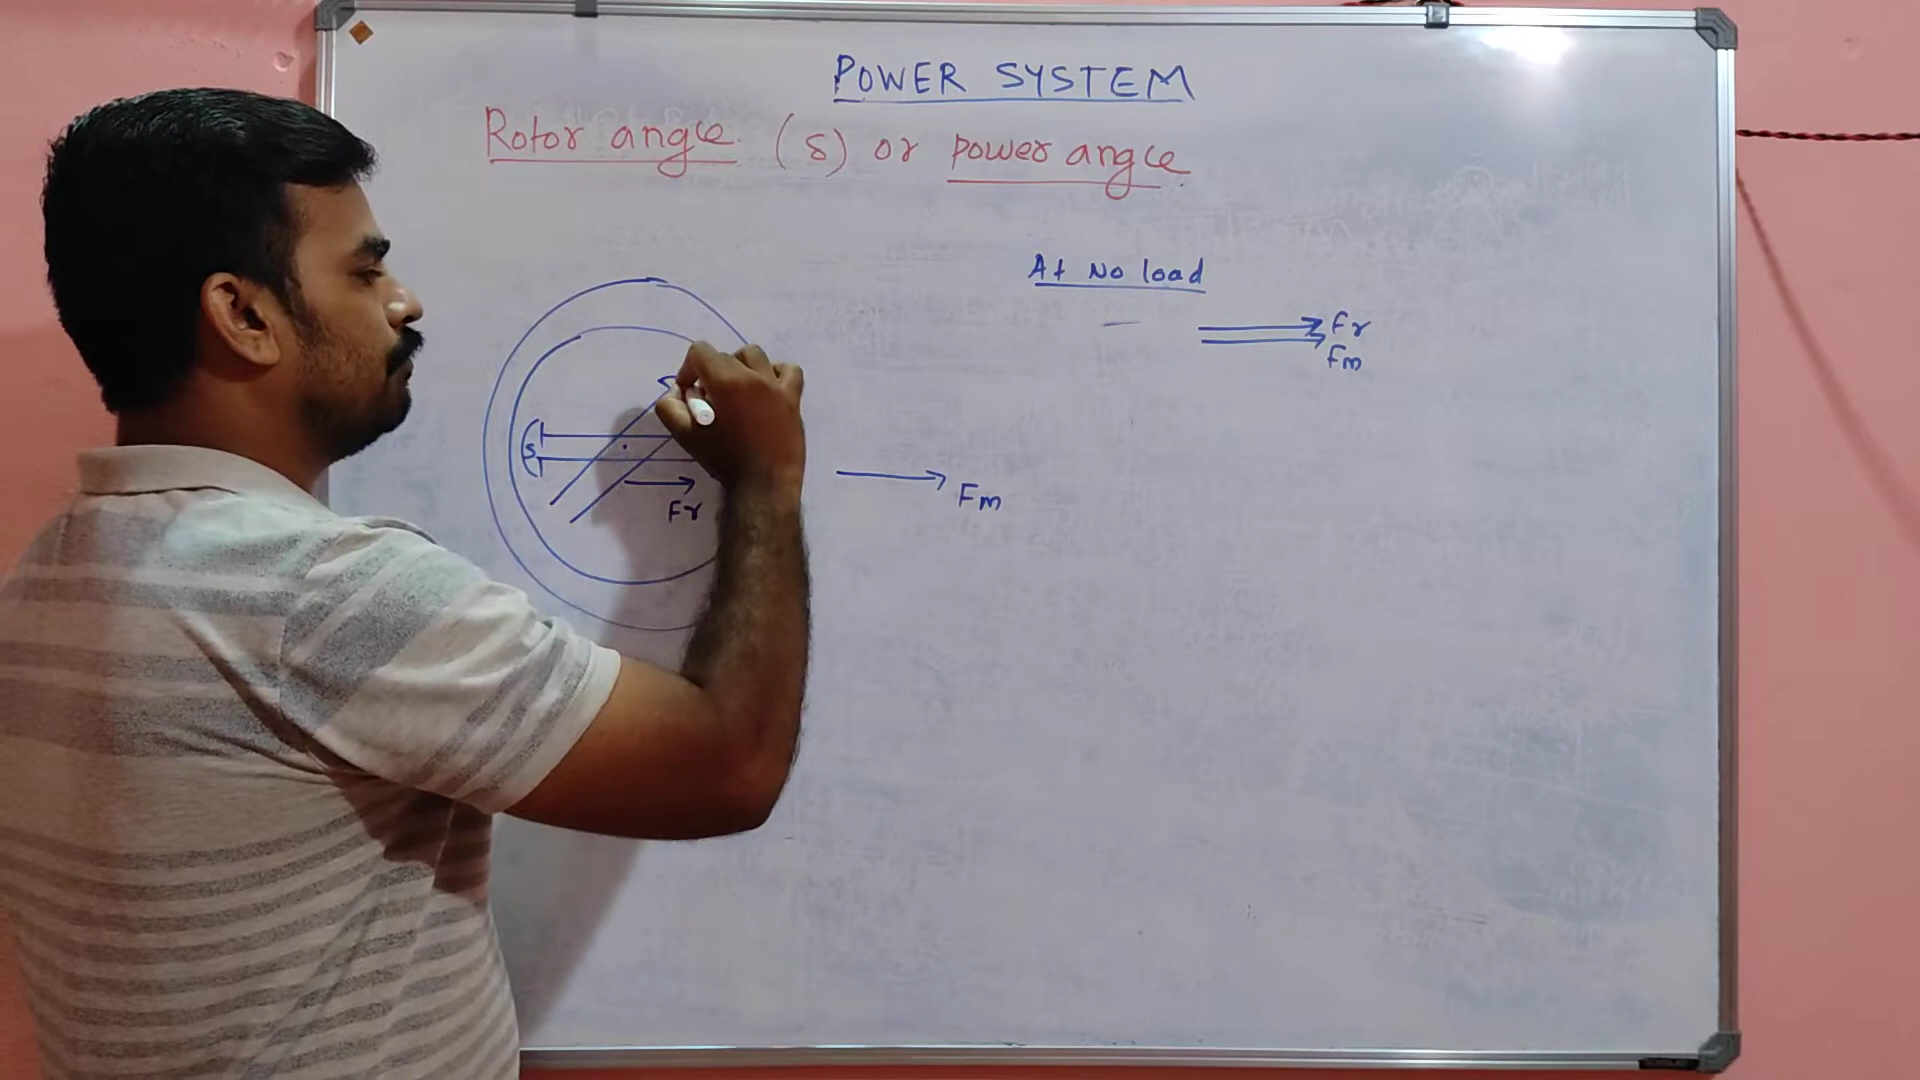 POWER SYSTEM
Rotor angle (δ) or power angle
At No load
Fr
Fm
S
Fr
Fm